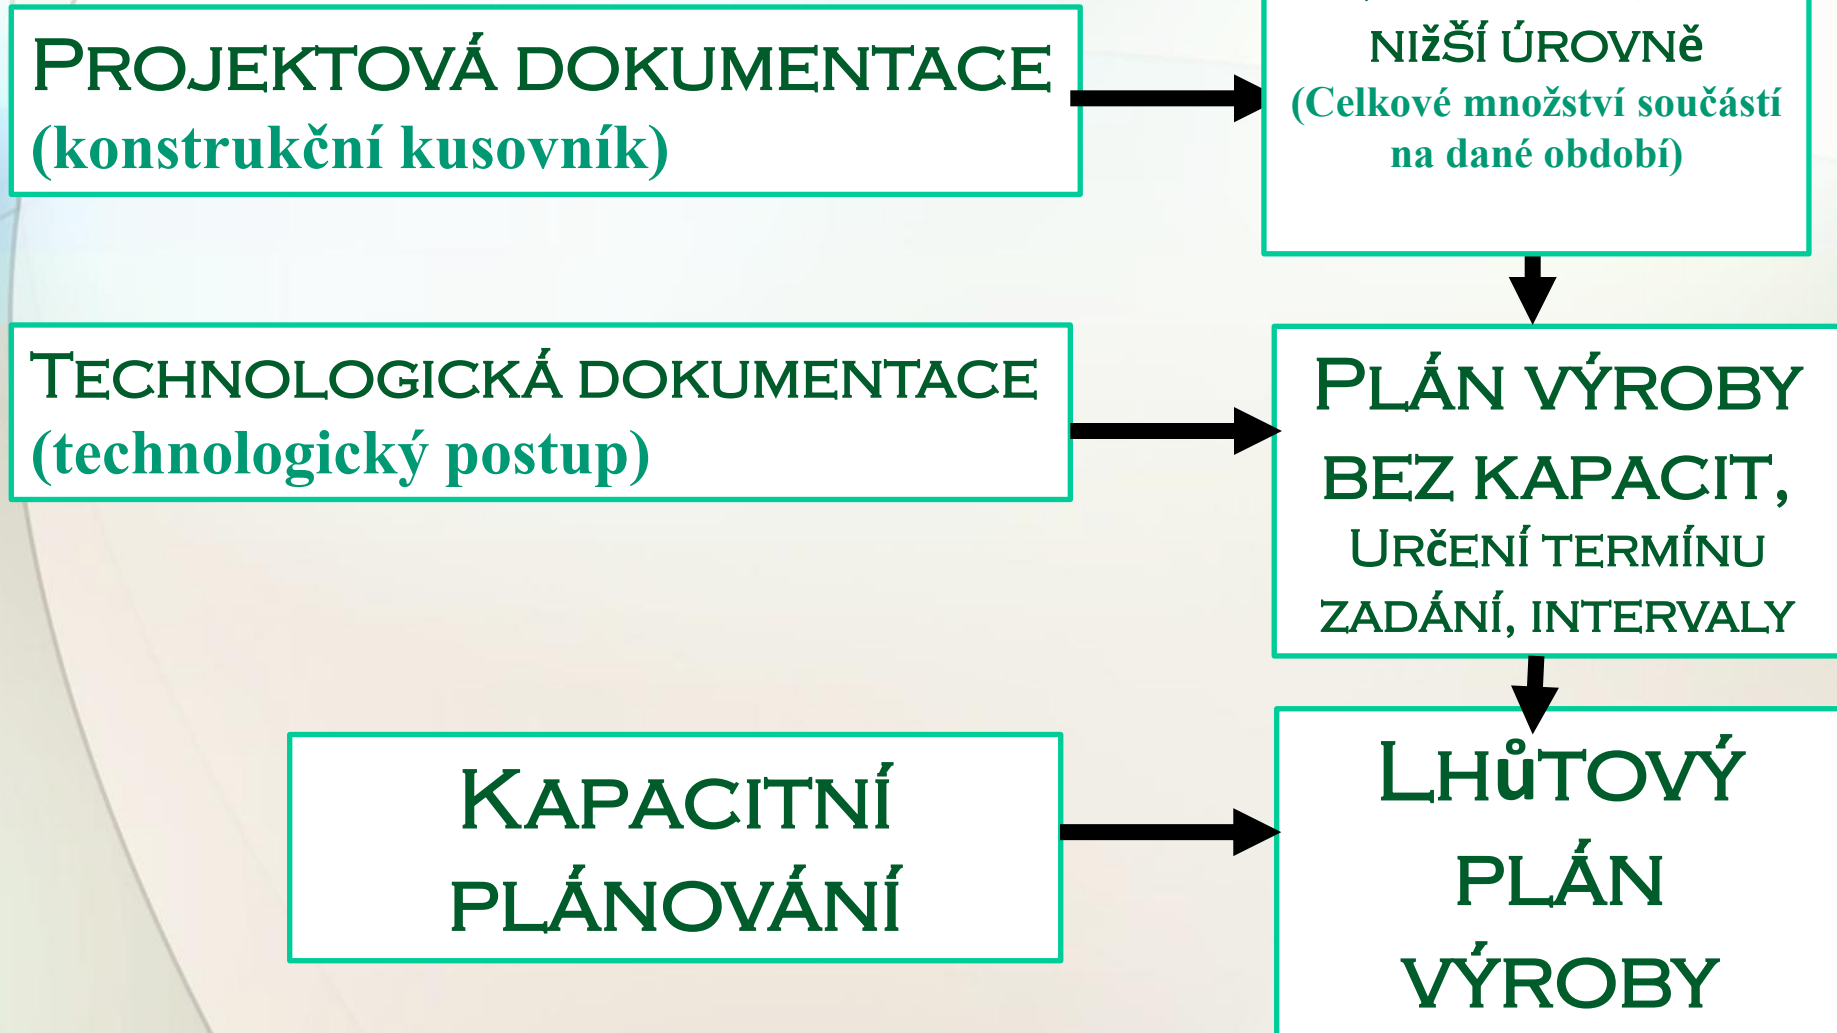 Projektová dokumentace
(konstrukční kusovník)
nižší úrovně
(Celkové množství součástí
na dané období)
Technologická dokumentace
(technologický postup)
Plán výroby
bez kapacit,
Určení termínu
zadání, intervaly
Kapacitní
plánování
Lhůtový
plán
výroby